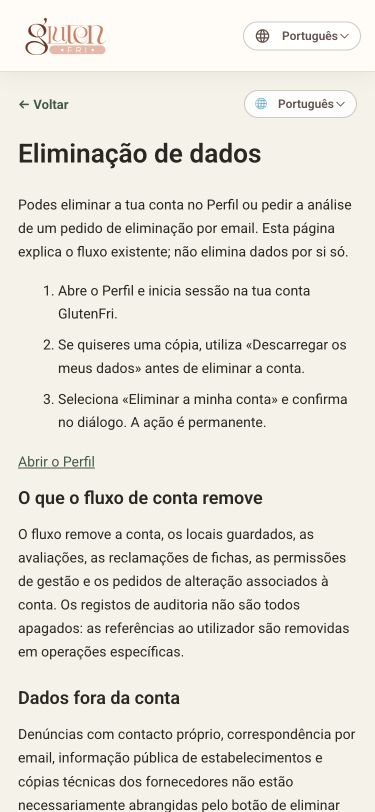 gluten
FRI
Português
← Voltar
Português
Eliminação de dados
Podes eliminar a tua conta no Perfil ou pedir a análise
de um pedido de eliminação por email. Esta página
explica o fluxo existente; não elimina dados por si só.
1. Abre o Perfil e inicia sessão na tua conta
GlutenFri.
2. Se quiseres uma cópia, utiliza «Descarregar os
meus dados» antes de eliminar a conta.
3. Seleciona «Eliminar a minha conta» e confirma
no diálogo. A ação é permanente.
Abrir o Perfil
O que o fluxo de conta remove
O fluxo remove a conta, os locais guardados, as
avaliações, as reclamações de fichas, as permissões
de gestão e os pedidos de alteração associados à
conta. Os registos de auditoria não são todos
apagados: as referências ao utilizador são removidas
em operações específicas.
Dados fora da conta
Denúncias com contacto próprio, correspondência por
email, informação pública de estabelecimentos e
cópias técnicas dos fornecedores não estão
necessariamente abrangidas pelo botão de eliminar